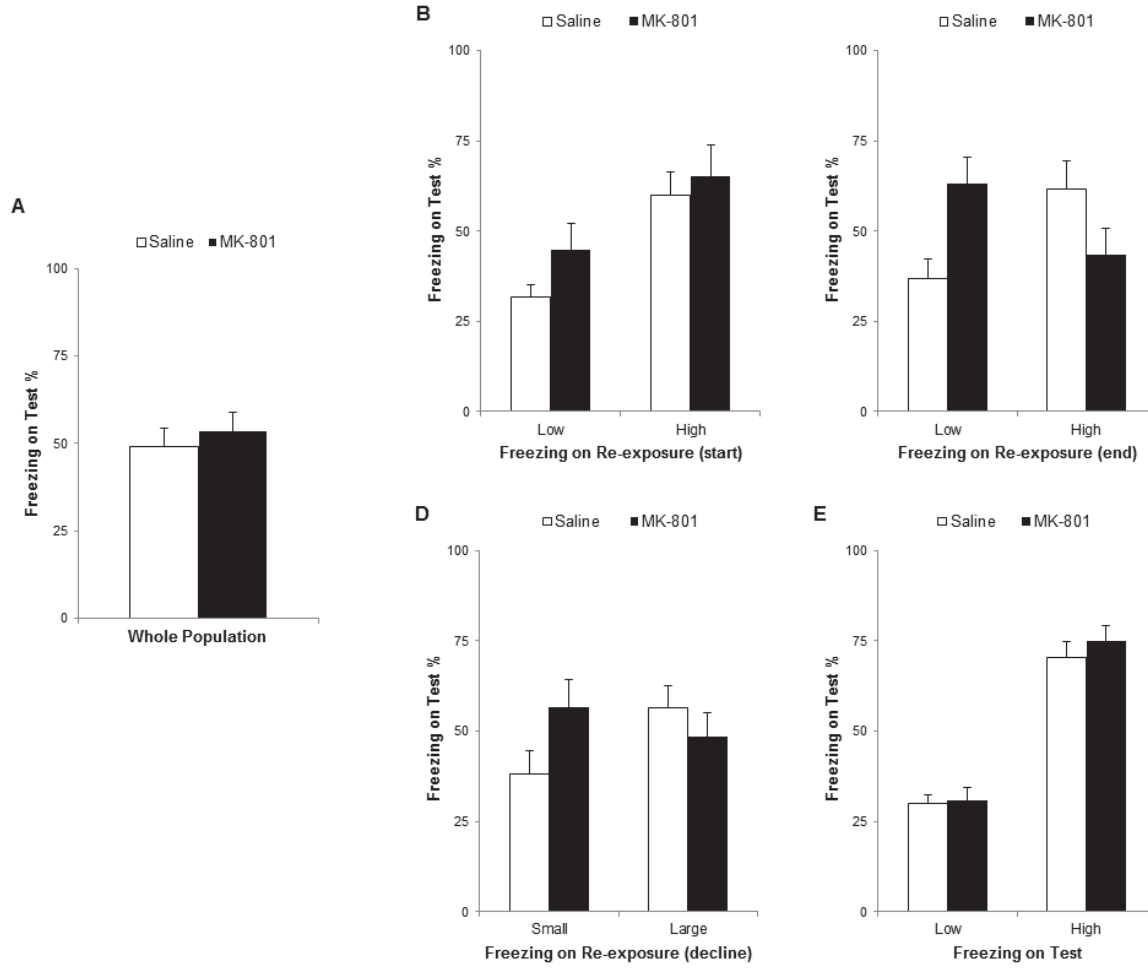 A
Saline MK-801
100
75
50
25
0
Freezing on Test %
Whole Population
B
Saline MK-801
100
75
50
25
0
Freezing on Test %
Low High
Freezing on Re-exposure (start)
Saline MK-801
100
75
50
25
0
Freezing on Test %
Low High
Freezing on Re-exposure (end)
D
Saline MK-801
100
75
50
25
0
Freezing on Test %
Small Large
Freezing on Re-exposure (decline)
E
Saline MK-801
100
75
50
25
0
Freezing on Test %
Low High
Freezing on Test